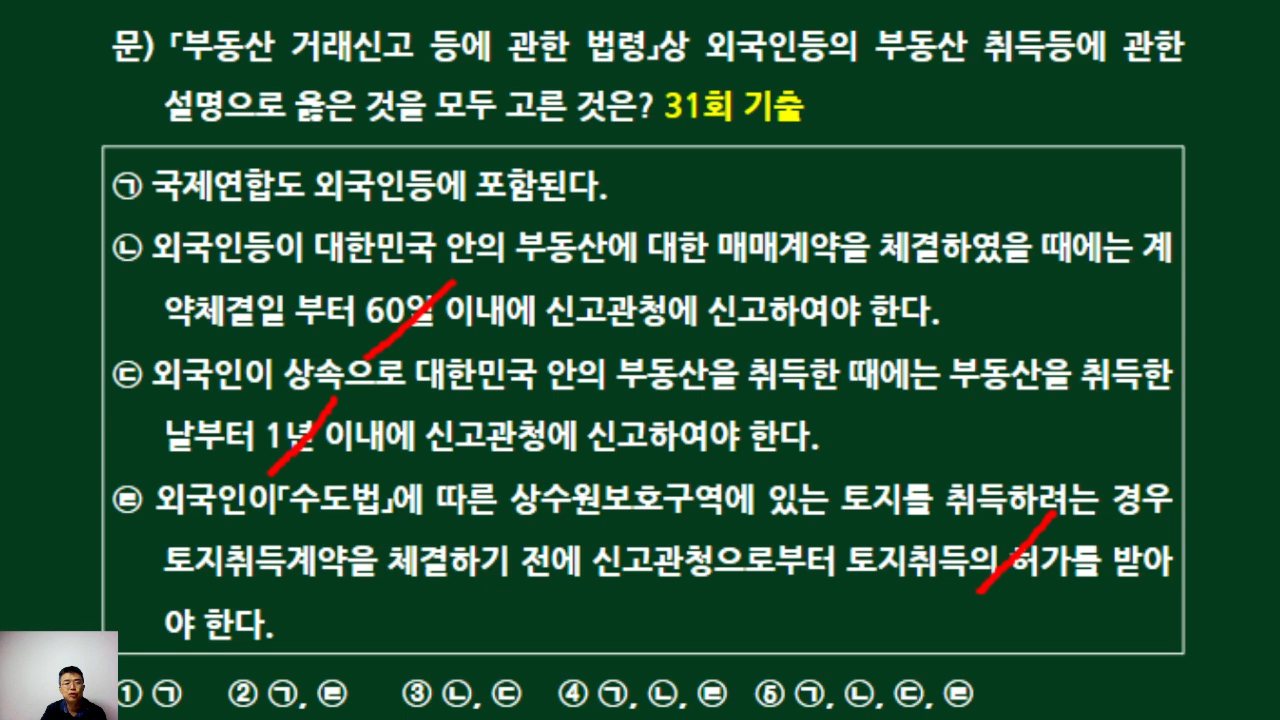 문) 「부동산 거래신고 등에 관한 법령」상 외국인등의 부동산 취득등에 관한
설명으로 옳은 것을 모두 고른 것은? 31회 기출
㉠ 국제연합도 외국인등에 포함된다.
㉡ 외국인등이 대한민국 안의 부동산에 대한 매매계약을 체결하였을 때에는 계
약체결일 부터 60일 이내에 신고관청에 신고하여야 한다.
㉢ 외국인이 상속으로 대한민국 안의 부동산을 취득한 때에는 부동산을 취득한
날부터 1년 이내에 신고관청에 신고하여야 한다.
㉣ 외국인이「수도법」에 따른 상수원보호구역에 있는 토지를 취득하려는 경우
토지취득계약을 체결하기 전에 신고관청으로부터 토지취득의 허가를 받아
야 한다.
① ㉠ ② ㉠, ㉣ ③ ㉡, ㉢ ④ ㉠, ㉡, ㉣ ⑤ ㉠, ㉡, ㉢, ㉣